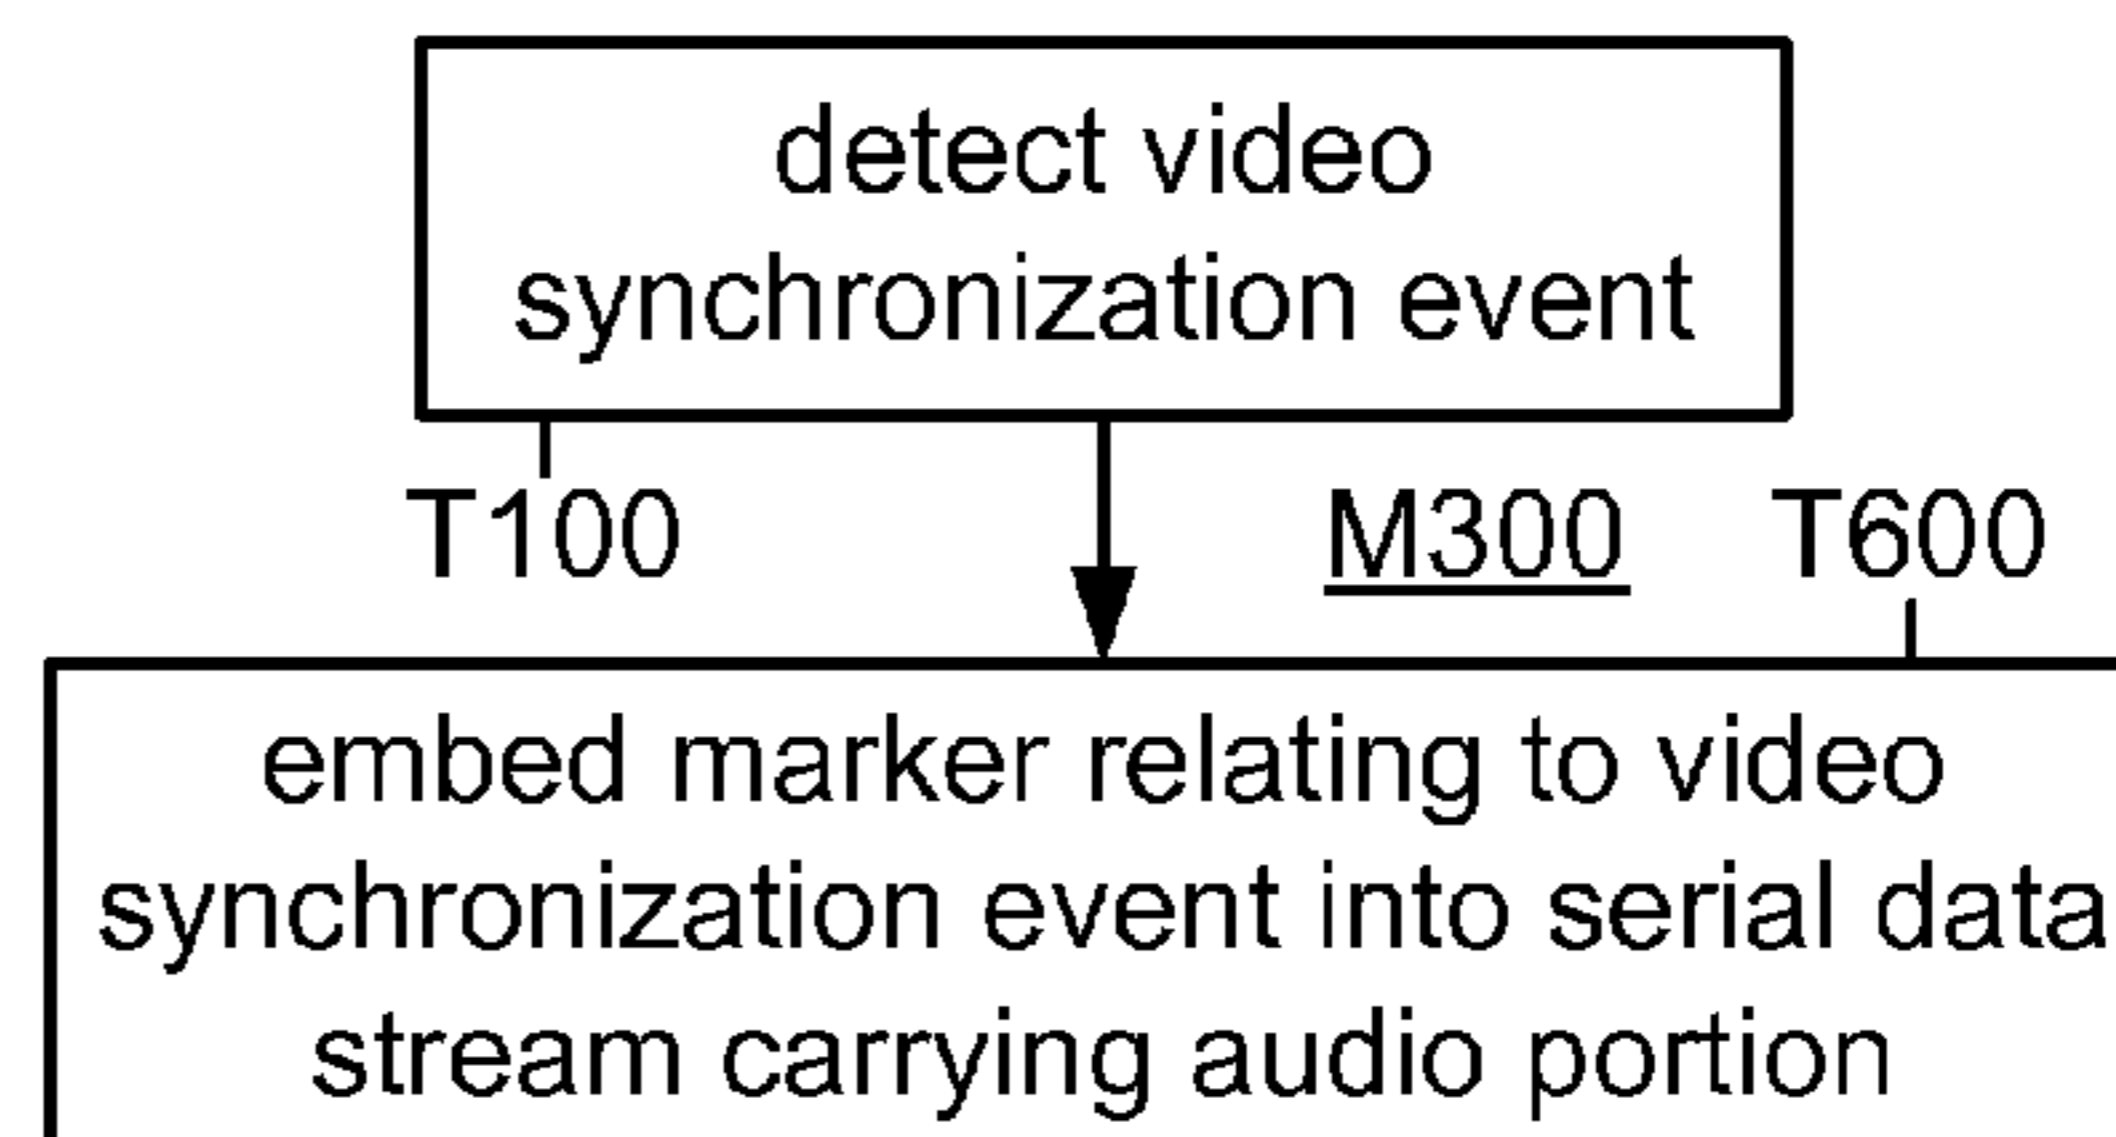 detect video
synchronization event
T100 M300 T600
embed marker relating to video
synchronization event into serial data
stream carrying audio portion